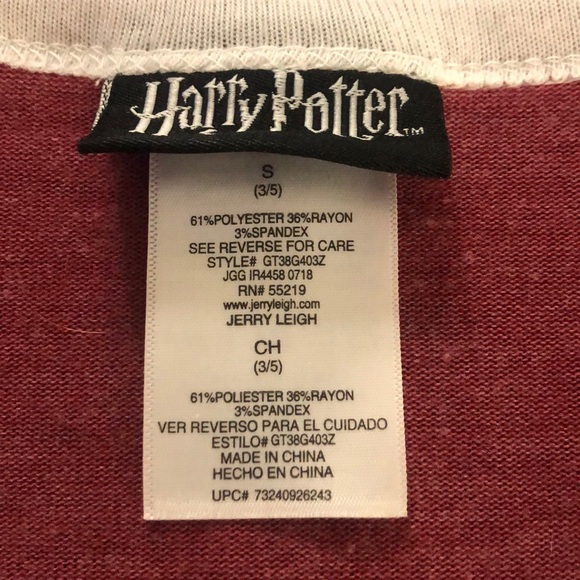 Harry Potter™
S
(3/5)
61%POLYESTER 36%RAYON
3%SPANDEX
SEE REVERSE FOR CARE
STYLE# GT38G403Z
JGG IR4458 0718
RN# 55219
www.jerryleigh.com
JERRY LEIGH
CH
(3/5)
61%POLIESTER 36%RAYON
3%SPANDEX
VER REVERSO PARA EL CUIDADO
ESTILO# GT38G403Z
MADE IN CHINA
HECHO EN CHINA
UPC# 73240926243